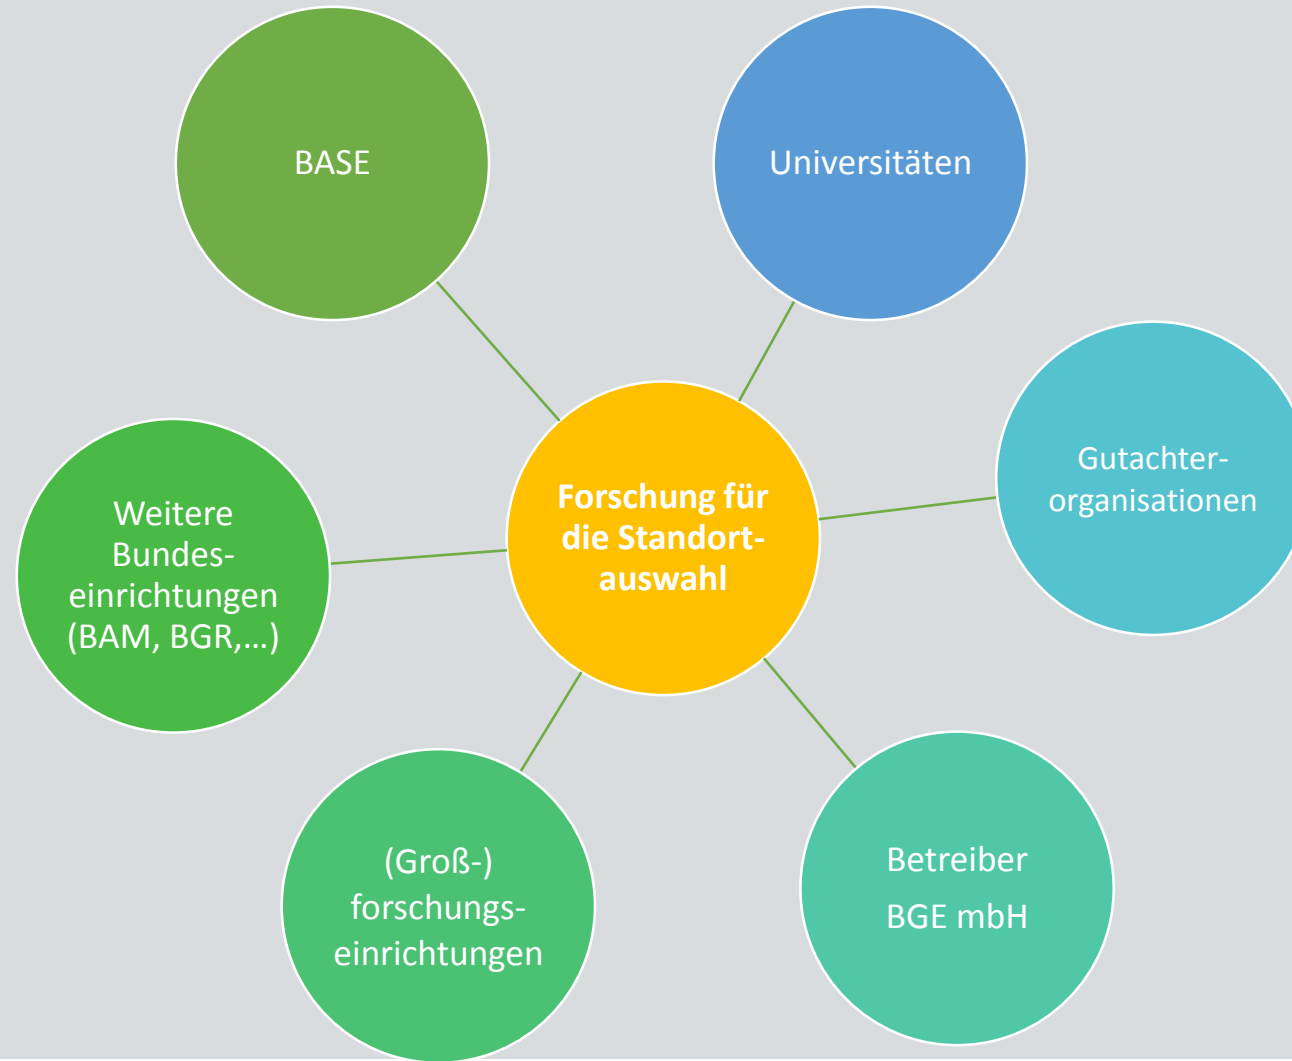 BASE
Universitäten
Gutachter-
organisationen
Forschung für
die Standort-
auswahl
Weitere
Bundes-
einrichtungen
(BAM, BGR,...)
(Groß-)
forschungs-
einrichtungen
Betreiber
BGE mbH